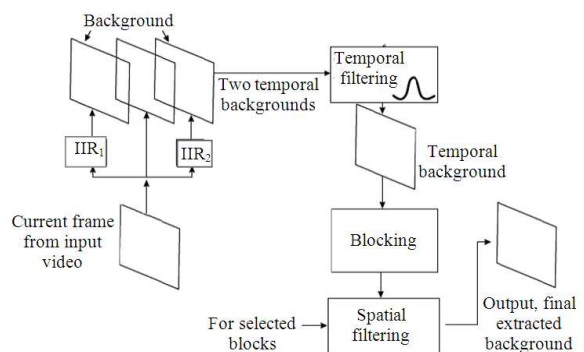 Background
Two temporal
backgrounds
Temporal
filtering
IIR1
IIR2
Temporal
background
Current frame
from input
video
Blocking
For selected
blocks
Spatial
filtering
Output, final
extracted
background